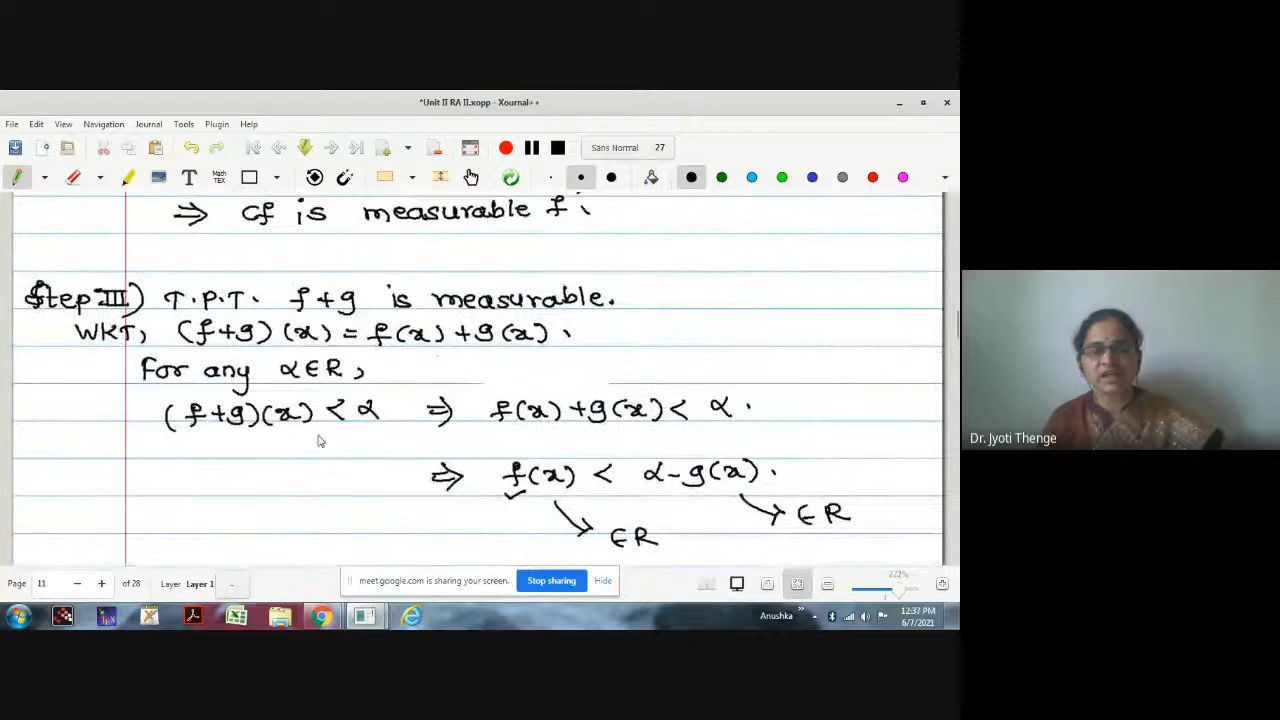 *Unit II RA II.xopp - Xournal++
File Edit View Navigation Journal Tools Plugin Help
Sans Normal 27
⇒ cf is measurable fⁿ.
Step III) T.P.T. f+g is measurable.
WKT, (f+g)(x) = f(x)+g(x).
For any α∈R,
(f+g)(x) < α ⇒ f(x)+g(x) < α.
⇒ f(x) < α-g(x).
∈R
∈R
Page 11 of 28 Layer Layer 1
meet.google.com is sharing your screen. Stop sharing Hide
222%
Anushka
12:37 PM
6/7/2021
Dr. Jyoti Thenge